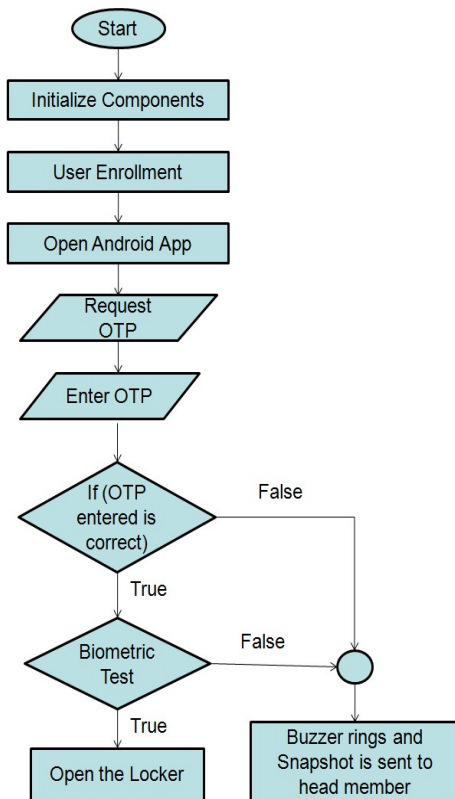 Start
Initialize Components
User Enrollment
Open Android App
Request
OTP
Enter OTP
If (OTP
entered is
correct)
False
True
Biometric
Test
False
True
Open the Locker
Buzzer rings and
Snapshot is sent to
head member